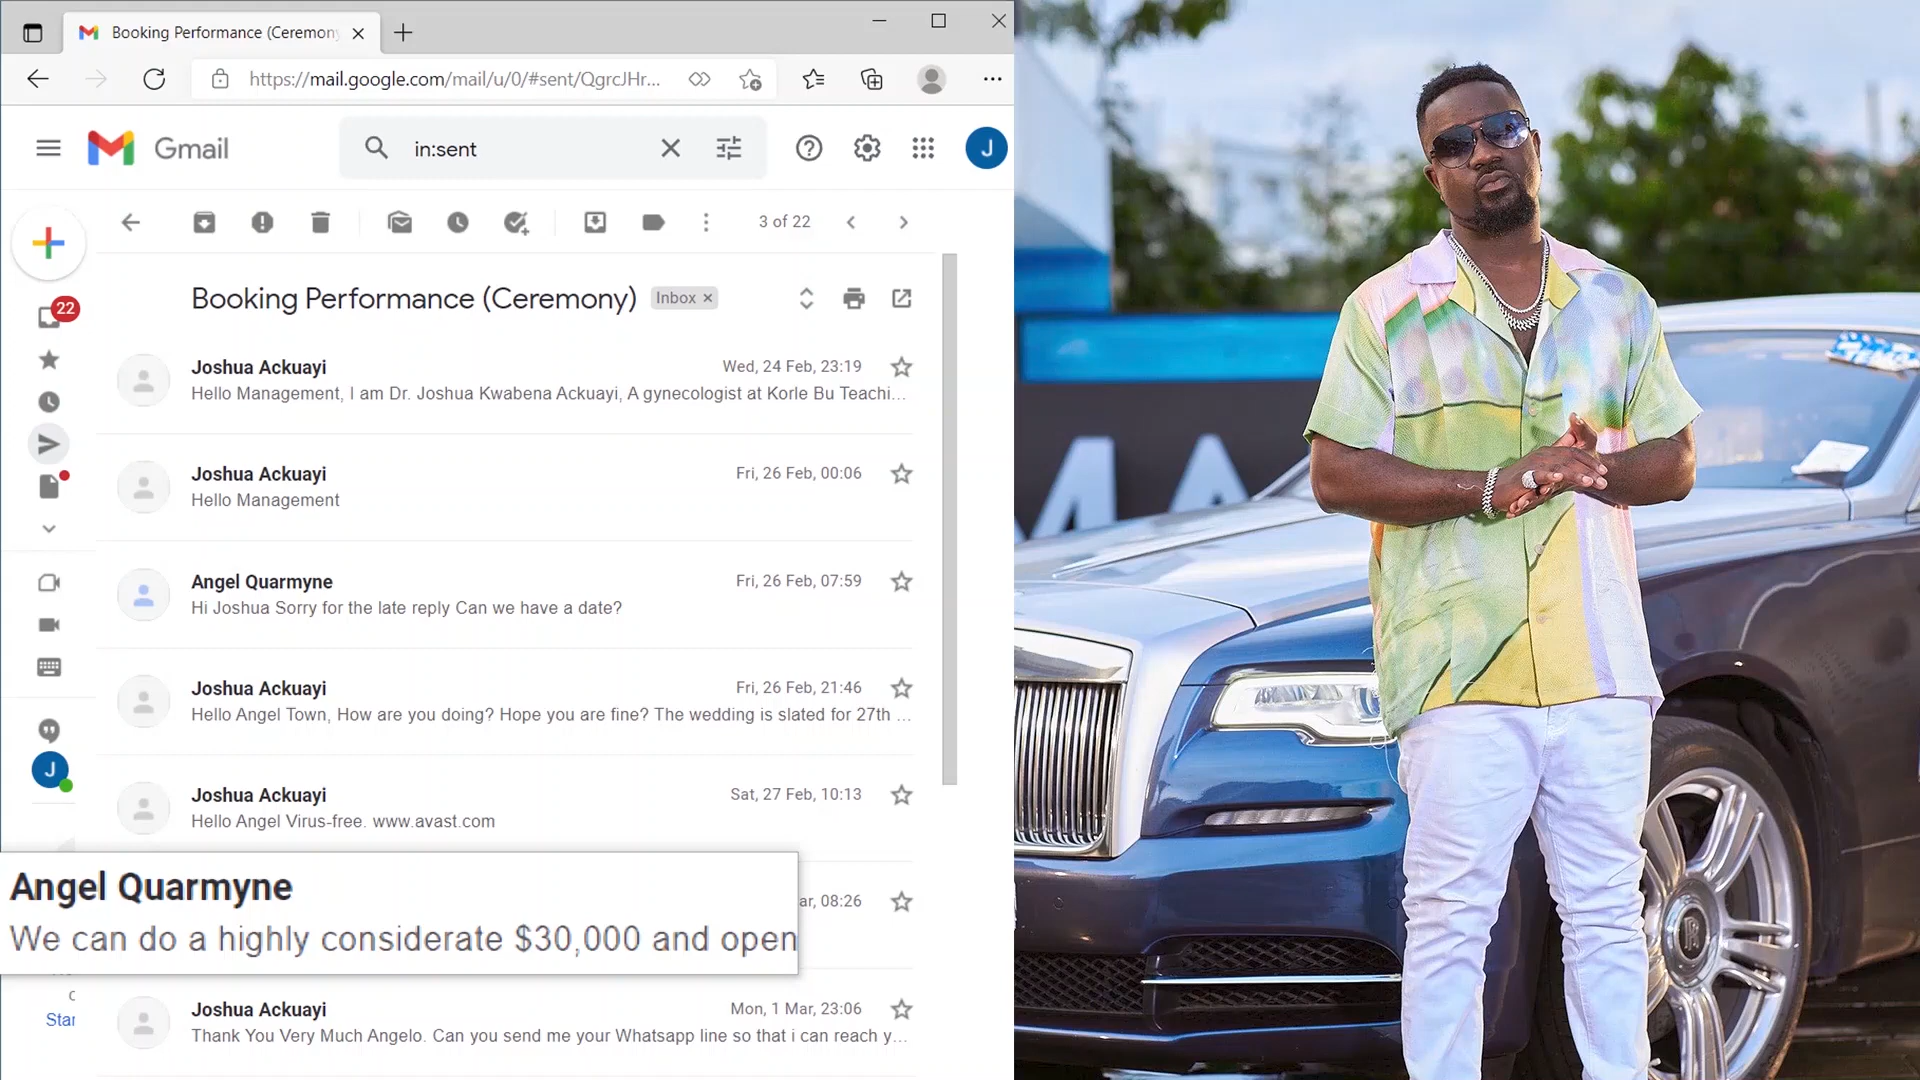 Booking Performance (Ceremony
https://mail.google.com/mail/u/0/#sent/QgrcJHr...
Gmail
in:sent
J
3 of 22
Booking Performance (Ceremony)
Inbox ×
22
Joshua Ackuayi
Wed, 24 Feb, 23:19
Hello Management, I am Dr. Joshua Kwabena Ackuayi, A gynecologist at Korle Bu Teachi...
Joshua Ackuayi
Fri, 26 Feb, 00:06
Hello Management
Angel Quarmyne
Fri, 26 Feb, 07:59
Hi Joshua Sorry for the late reply Can we have a date?
Joshua Ackuayi
Fri, 26 Feb, 21:46
Hello Angel Town, How are you doing? Hope you are fine? The wedding is slated for 27th ...
J
Joshua Ackuayi
Sat, 27 Feb, 10:13
Hello Angel Virus-free. www.avast.com
Angel Quarmyne
ar, 08:26
We can do a highly considerate $30,000 and open
Star
Joshua Ackuayi
Mon, 1 Mar, 23:06
Thank You Very Much Angelo. Can you send me your Whatsapp line so that i can reach y...
MA